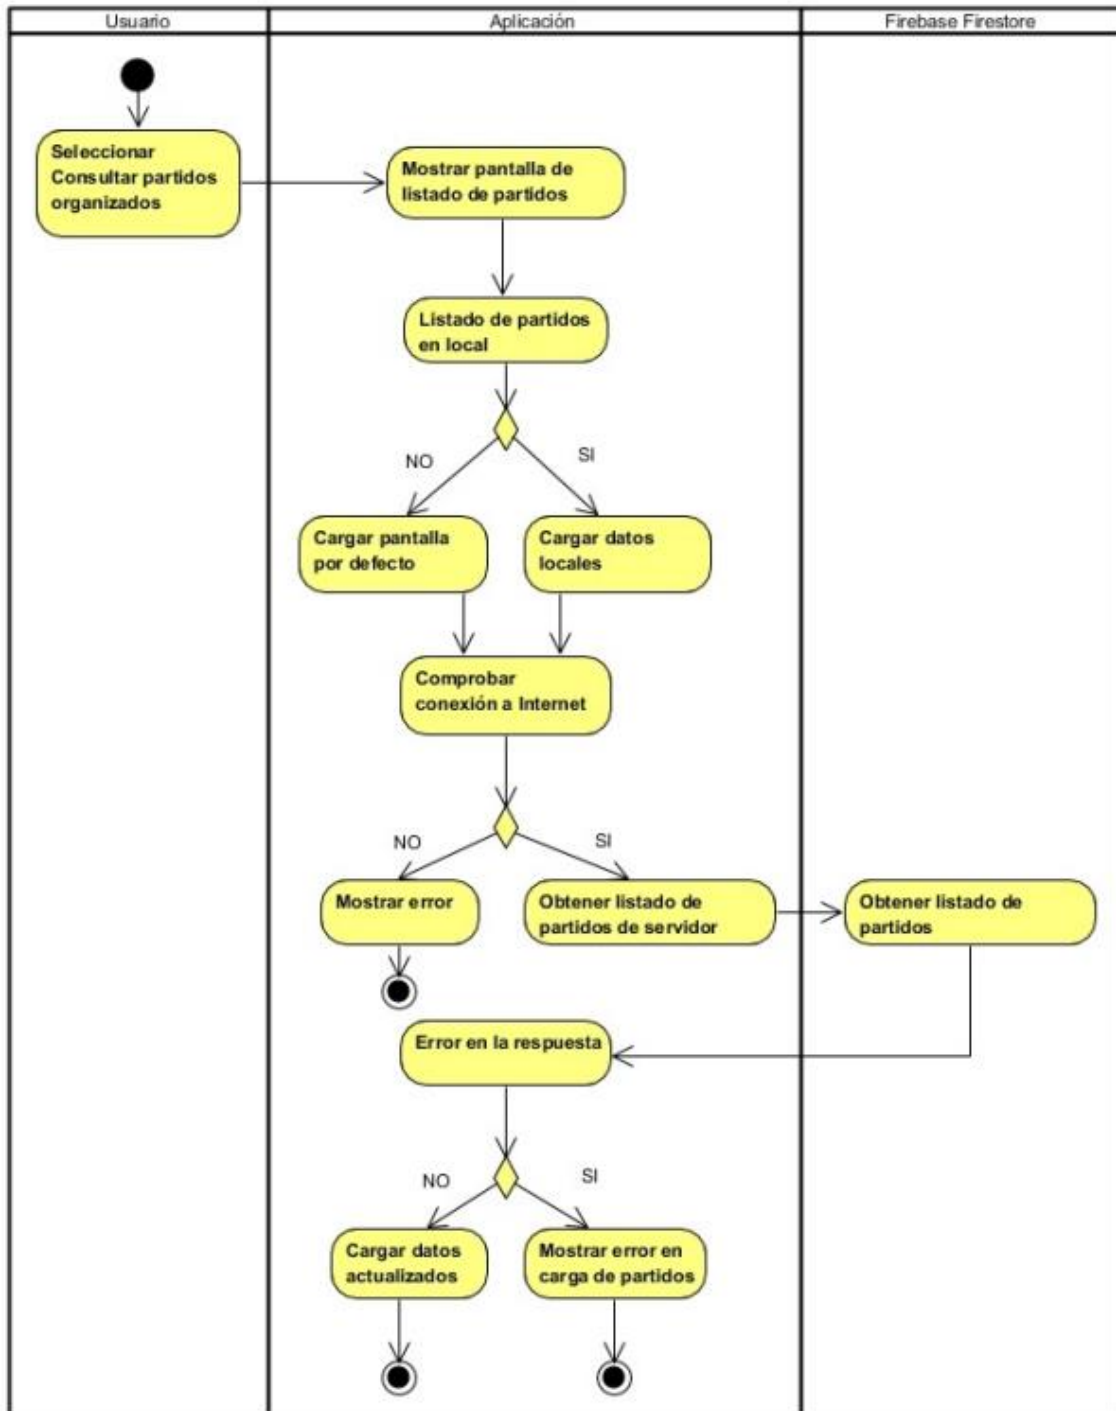 Usuario
Aplicación
Firebase Firestore
Seleccionar
Consultar partidos
organizados
Mostrar pantalla de
listado de partidos
Listado de partidos
en local
NO
SI
Cargar pantalla
por defecto
Cargar datos
locales
Comprobar
conexión a Internet
NO
SI
Mostrar error
Obtener listado de
partidos de servidor
Obtener listado de
partidos
Error en la respuesta
NO
SI
Cargar datos
actualizados
Mostrar error en
carga de partidos